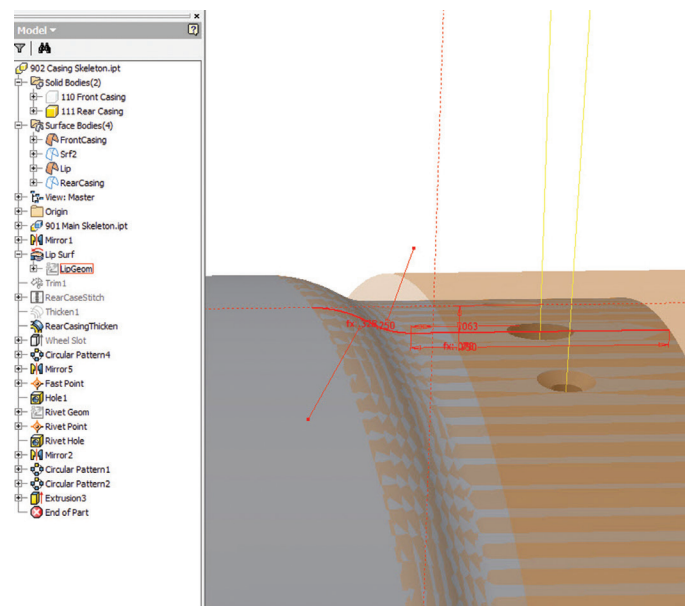 Model
902 Casing Skeleton.ipt
Solid Bodies(2)
110 Front Casing
111 Rear Casing
Surface Bodies(4)
FrontCasing
Srf2
Lip
RearCasing
View: Master
Origin
901 Main Skeleton.ipt
Mirror1
Lip Surf
LipGeom
Trim1
RearCaseStitch
Thicken1
RearCasingThicken
Wheel Slot
Circular Pattern4
Mirror5
Fast Point
Hole1
Rivet Geom
Rivet Point
Rivet Hole
Mirror2
Circular Pattern1
Circular Pattern2
Extrusion3
End of Part
.250
.063
fx: